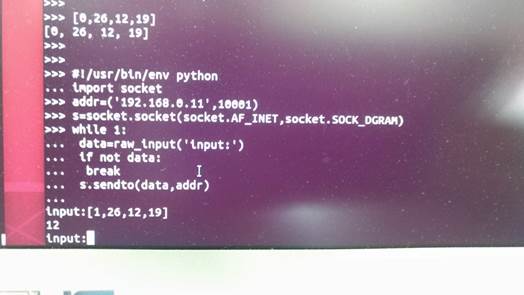 >>>
>>> [0,26,12,19]
[0, 26, 12, 19]
>>>
>>>
>>> #!/usr/bin/env python
... import socket
>>> addr=('192.168.0.11',10001)
>>> s=socket.socket(socket.AF_INET,socket.SOCK_DGRAM)
>>> while 1:
...  data=raw_input('input:')
...  if not data:
...   break
...  s.sendto(data,addr)
...
input:[1,26,12,19]
12
input: